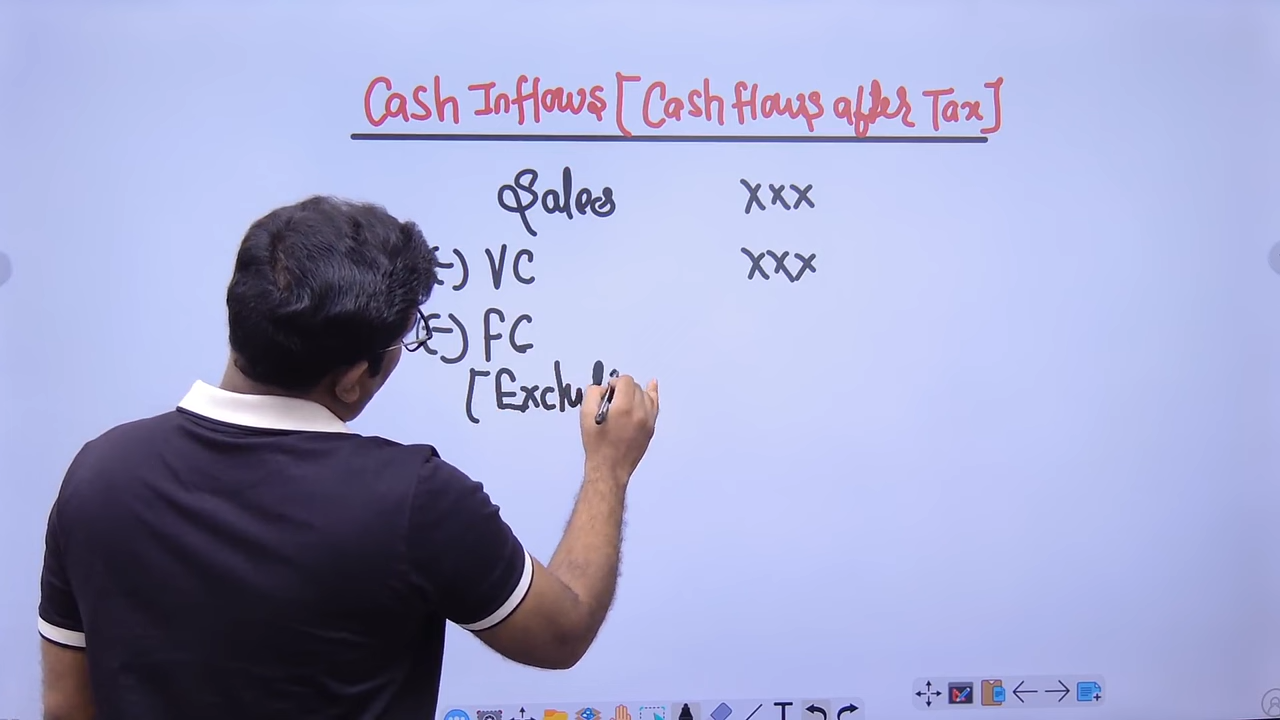 Cash Inflows [Cash flows after Tax]
Sales XXX
(-) VC XXX
(-) FC
[Exclu
T